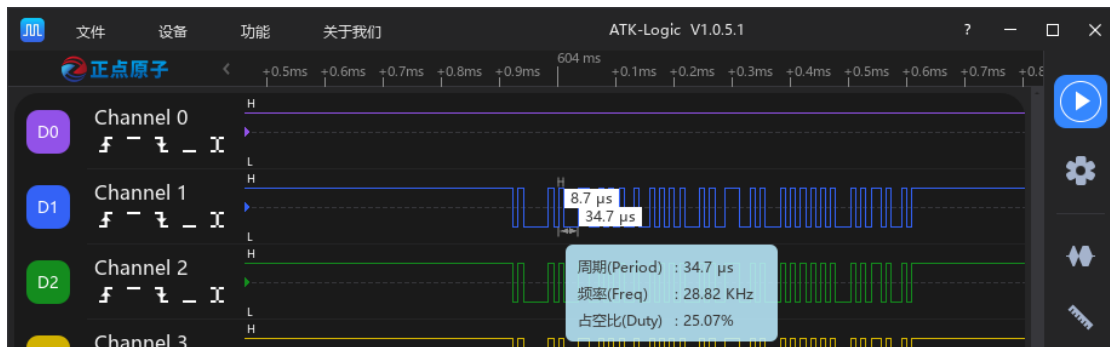 文件 设备 功能 关于我们 ATK-Logic V1.0.5.1 ?
正点原子 604 ms
+0.5ms +0.6ms +0.7ms +0.8ms +0.9ms +0.1ms +0.2ms +0.3ms +0.4ms +0.5ms +0.6ms +0.7ms
H
D0 Channel 0
L
H
D1 Channel 1
H
8.7 μs
34.7 μs
L
H
D2 Channel 2
周期(Period) : 34.7 μs
频率(Freq) : 28.82 KHz
占空比(Duty) : 25.07%
L
H
Channel 3